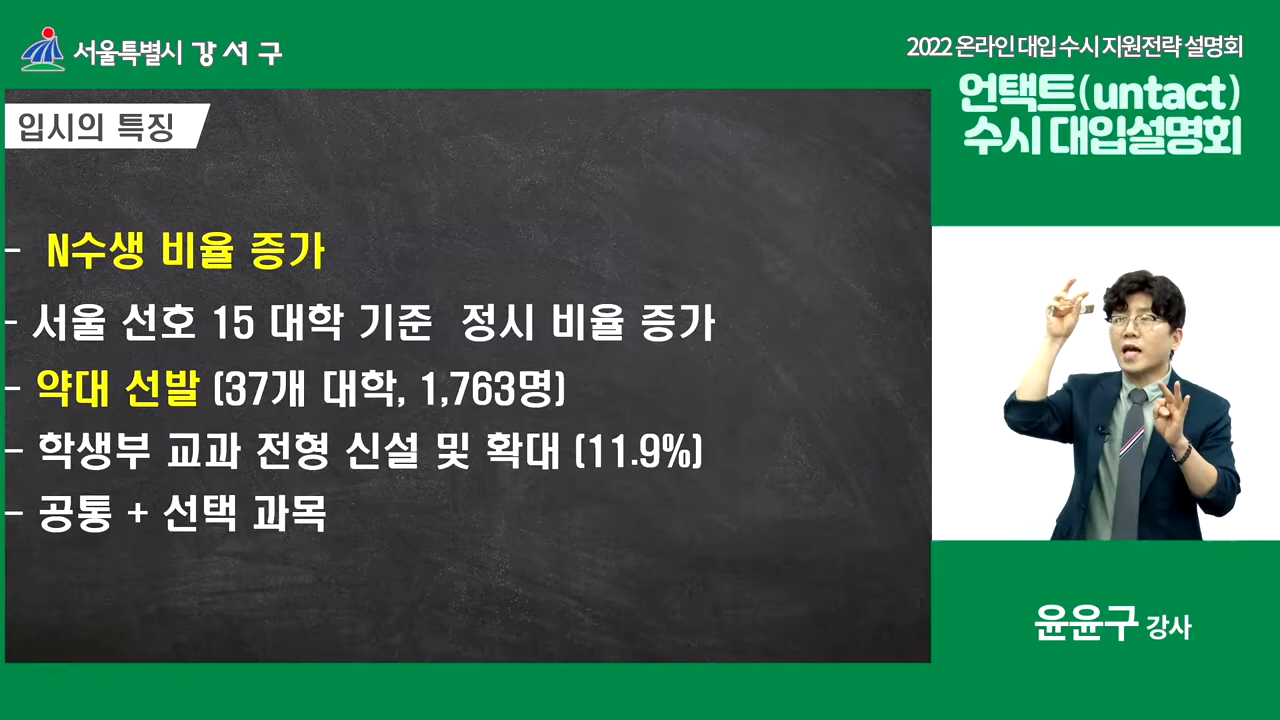 서울특별시 강서구
2022 온라인 대입 수시 지원전략 설명회
언택트(untact)
수시 대입설명회
입시의 특징
- N수생 비율 증가
- 서울 선호 15 대학 기준 정시 비율 증가
- 약대 선발 (37개 대학, 1,763명)
- 학생부 교과 전형 신설 및 확대 (11.9%)
- 공통 + 선택 과목
윤윤구 강사